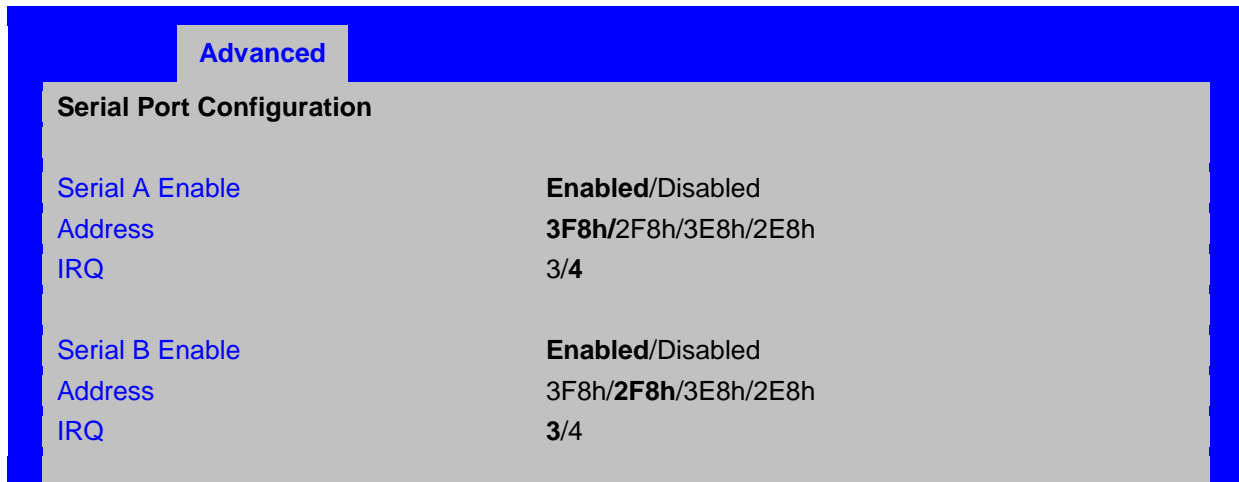 Advanced
Serial Port Configuration
Serial A Enable Enabled/Disabled
Address 3F8h/2F8h/3E8h/2E8h
IRQ 3/4
Serial B Enable Enabled/Disabled
Address 3F8h/2F8h/3E8h/2E8h
IRQ 3/4